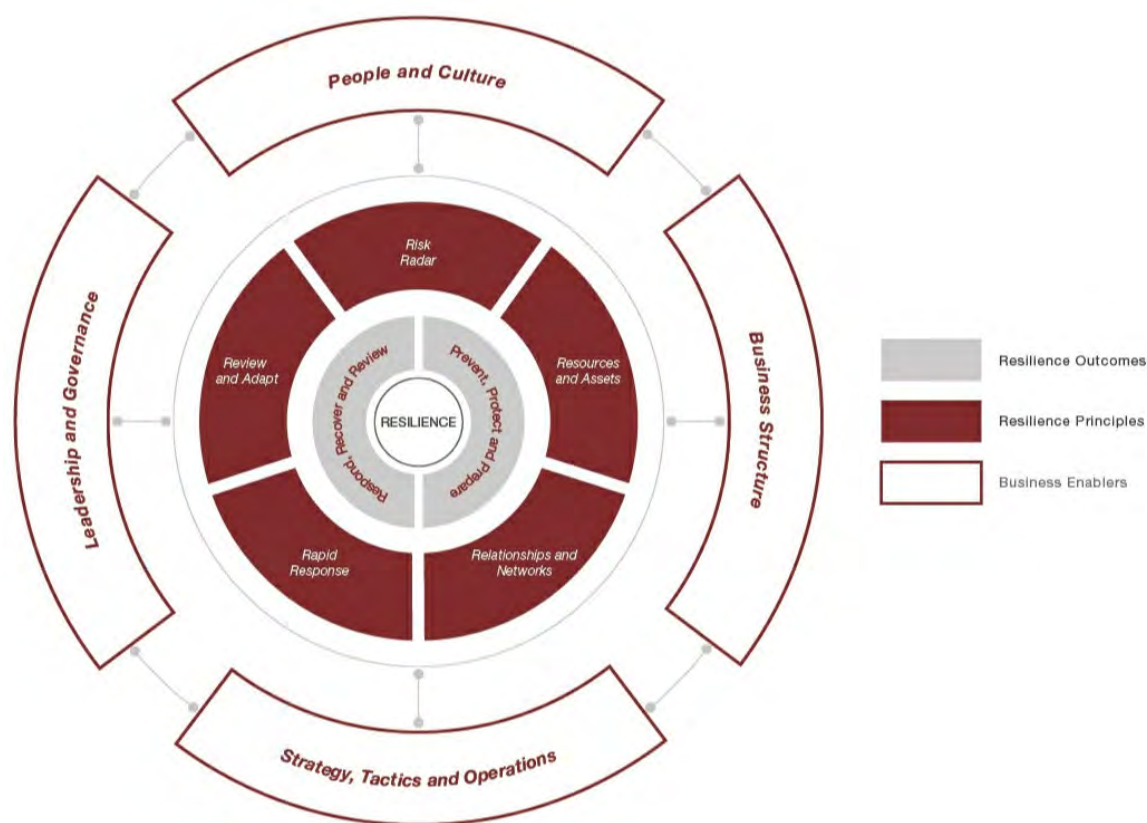 People and Culture
Leadership and Governance
Business Structure
Strategy, Tactics and Operations
Risk
Radar
Resources
and Assets
Relationships and
Networks
Rapid
Response
Review
and Adapt
Respond, Recover and Review
Prevent, Protect and Prepare
RESILIENCE
Resilience Outcomes
Resilience Principles
Business Enablers